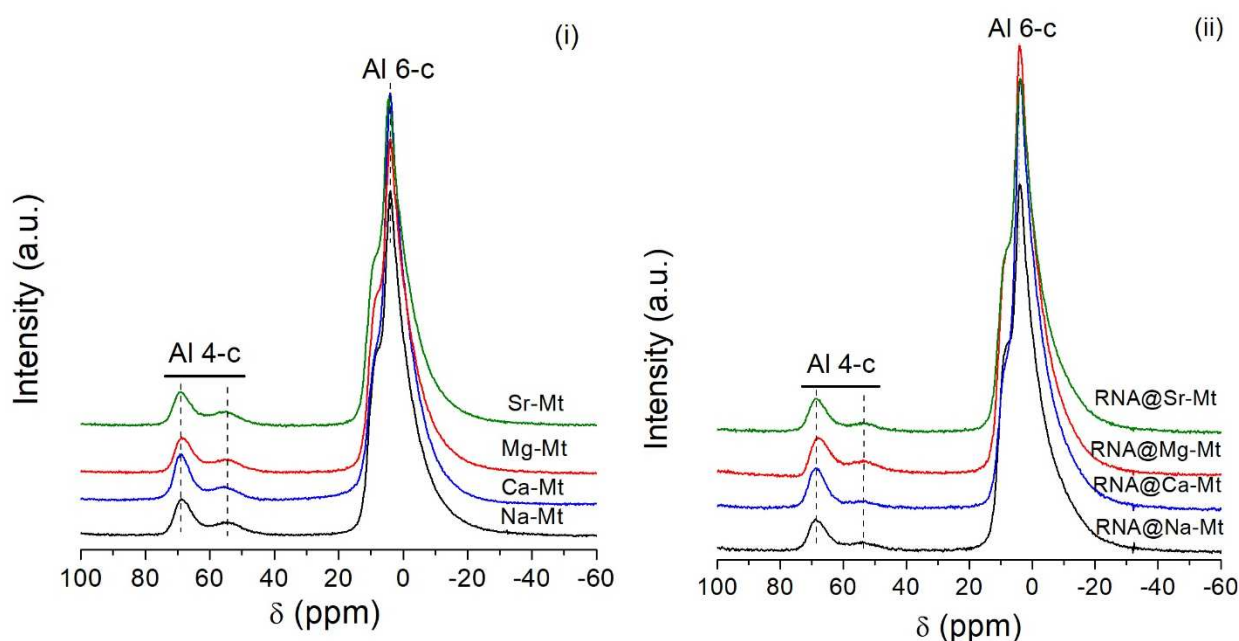 (i)
Al 6-c
Al 4-c
Sr-Mt
Mg-Mt
Ca-Mt
Na-Mt
Intensity (a.u.)
100 80 60 40 20 0 -20 -40 -60
δ (ppm)
(ii)
Al 6-c
Al 4-c
RNA@Sr-Mt
RNA@Mg-Mt
RNA@Ca-Mt
RNA@Na-Mt
Intensity (a.u.)
100 80 60 40 20 0 -20 -40 -60
δ (ppm)